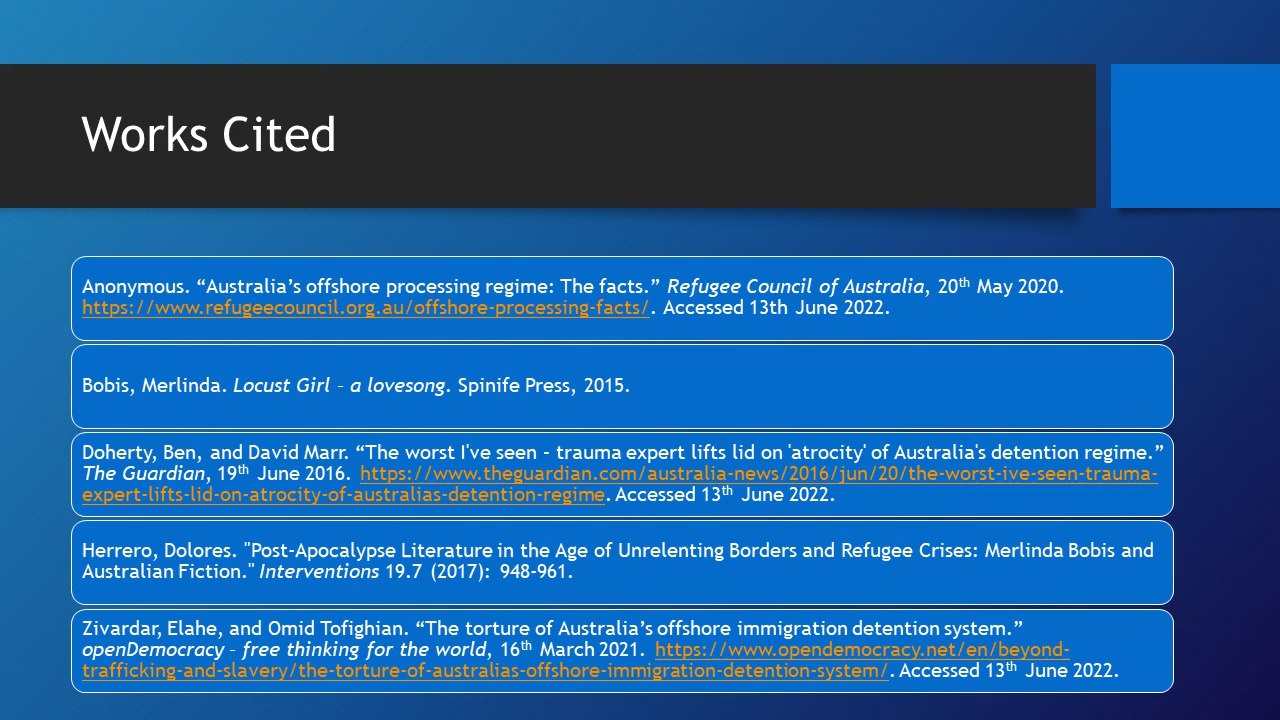 Works Cited
Anonymous. “Australia’s offshore processing regime: The facts.” Refugee Council of Australia, 20th May 2020.
https://www.refugeecouncil.org.au/offshore-processing-facts/. Accessed 13th June 2022.
Bobis, Merlinda. Locust Girl – a lovesong. Spinife Press, 2015.
Doherty, Ben, and David Marr. “The worst I've seen – trauma expert lifts lid on 'atrocity' of Australia's detention regime.”
The Guardian, 19th June 2016. https://www.theguardian.com/australia-news/2016/jun/20/the-worst-ive-seen-trauma-
expert-lifts-lid-on-atrocity-of-australias-detention-regime. Accessed 13th June 2022.
Herrero, Dolores. "Post-Apocalypse Literature in the Age of Unrelenting Borders and Refugee Crises: Merlinda Bobis and
Australian Fiction." Interventions 19.7 (2017): 948-961.
Zivardar, Elahe, and Omid Tofighian. “The torture of Australia’s offshore immigration detention system.”
openDemocracy – free thinking for the world, 16th March 2021. https://www.opendemocracy.net/en/beyond-
trafficking-and-slavery/the-torture-of-australias-offshore-immigration-detention-system/. Accessed 13th June 2022.